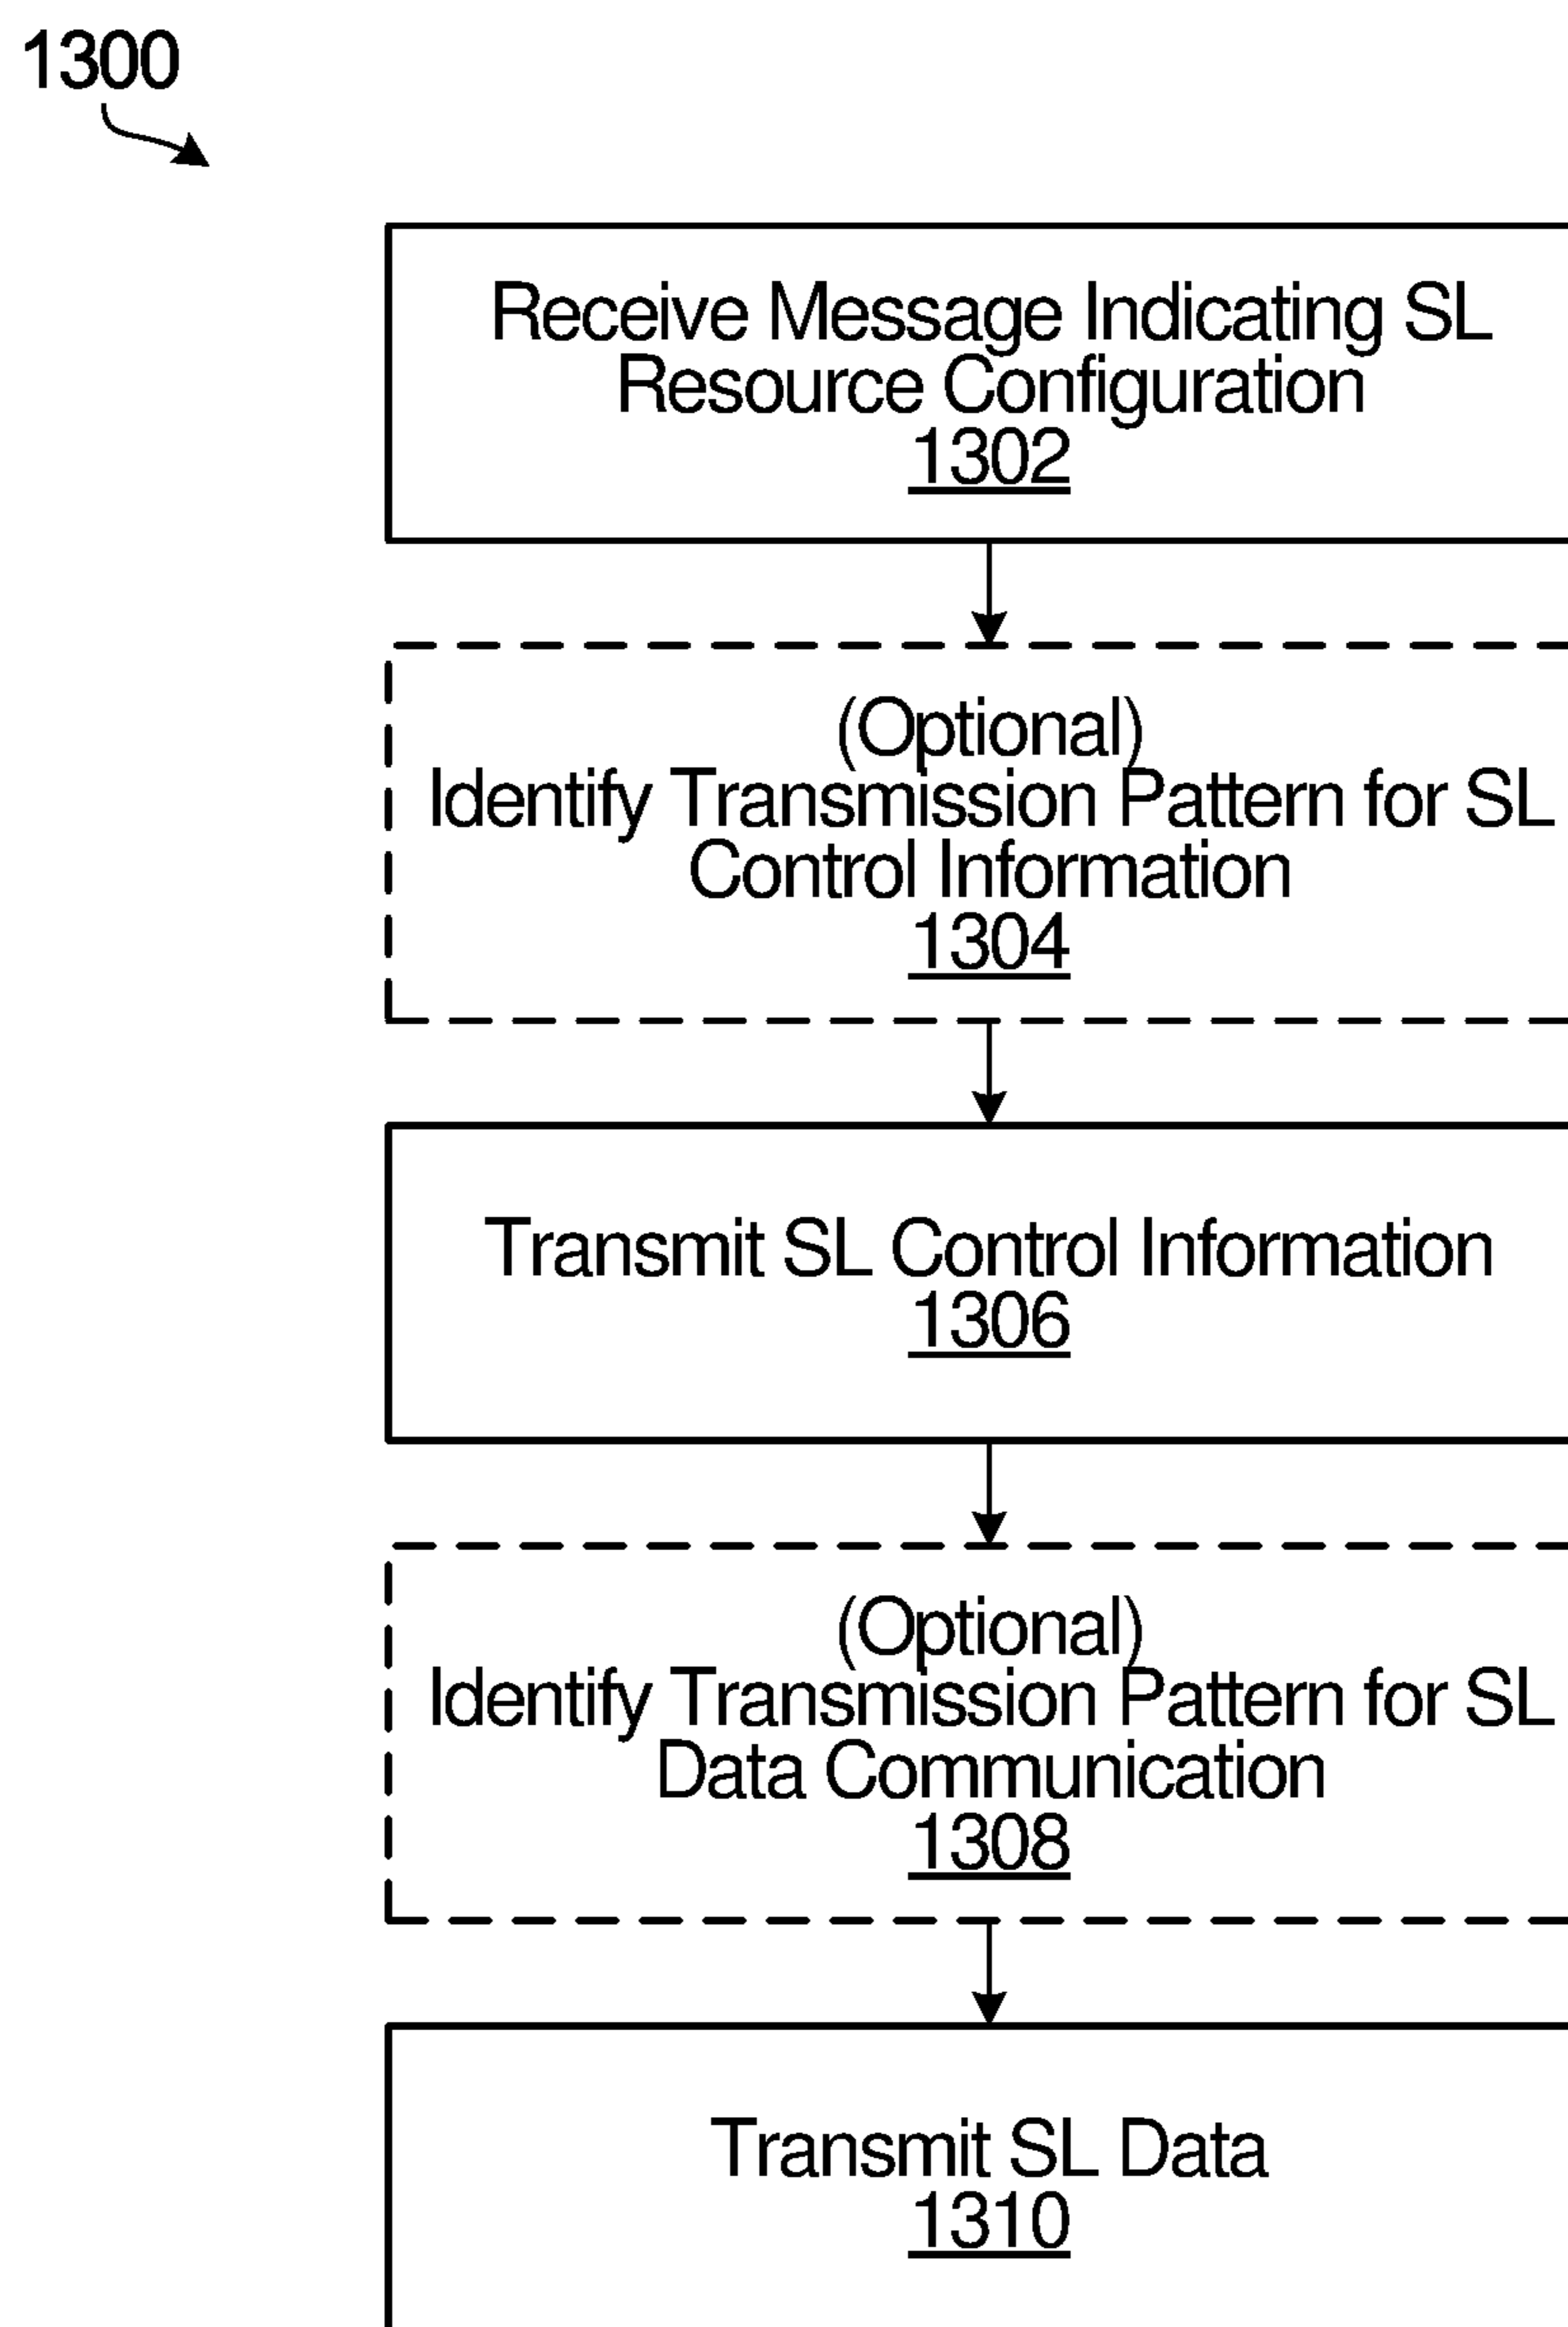 1300
Receive Message Indicating SL
Resource Configuration
1302
(Optional)
Identify Transmission Pattern for SL
Control Information
1304
Transmit SL Control Information
1306
(Optional)
Identify Transmission Pattern for SL
Data Communication
1308
Transmit SL Data
1310